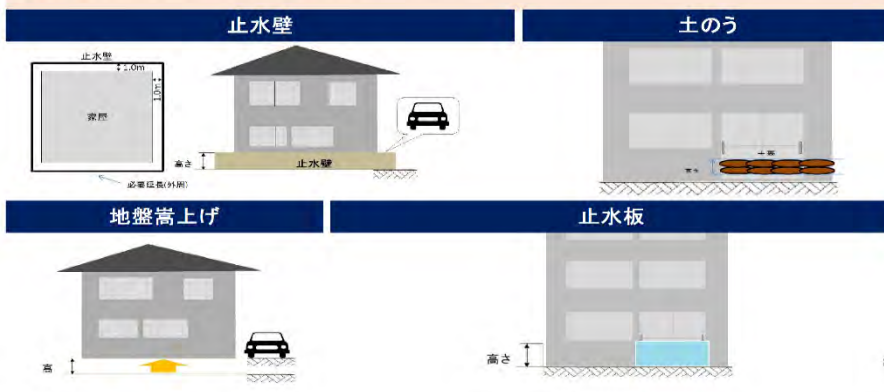 止水壁
土のう
止水壁
1.0m
1.0m
家屋
高さ
止水壁
必要延長(外周)
地盤嵩上げ
止水板
高
高さ